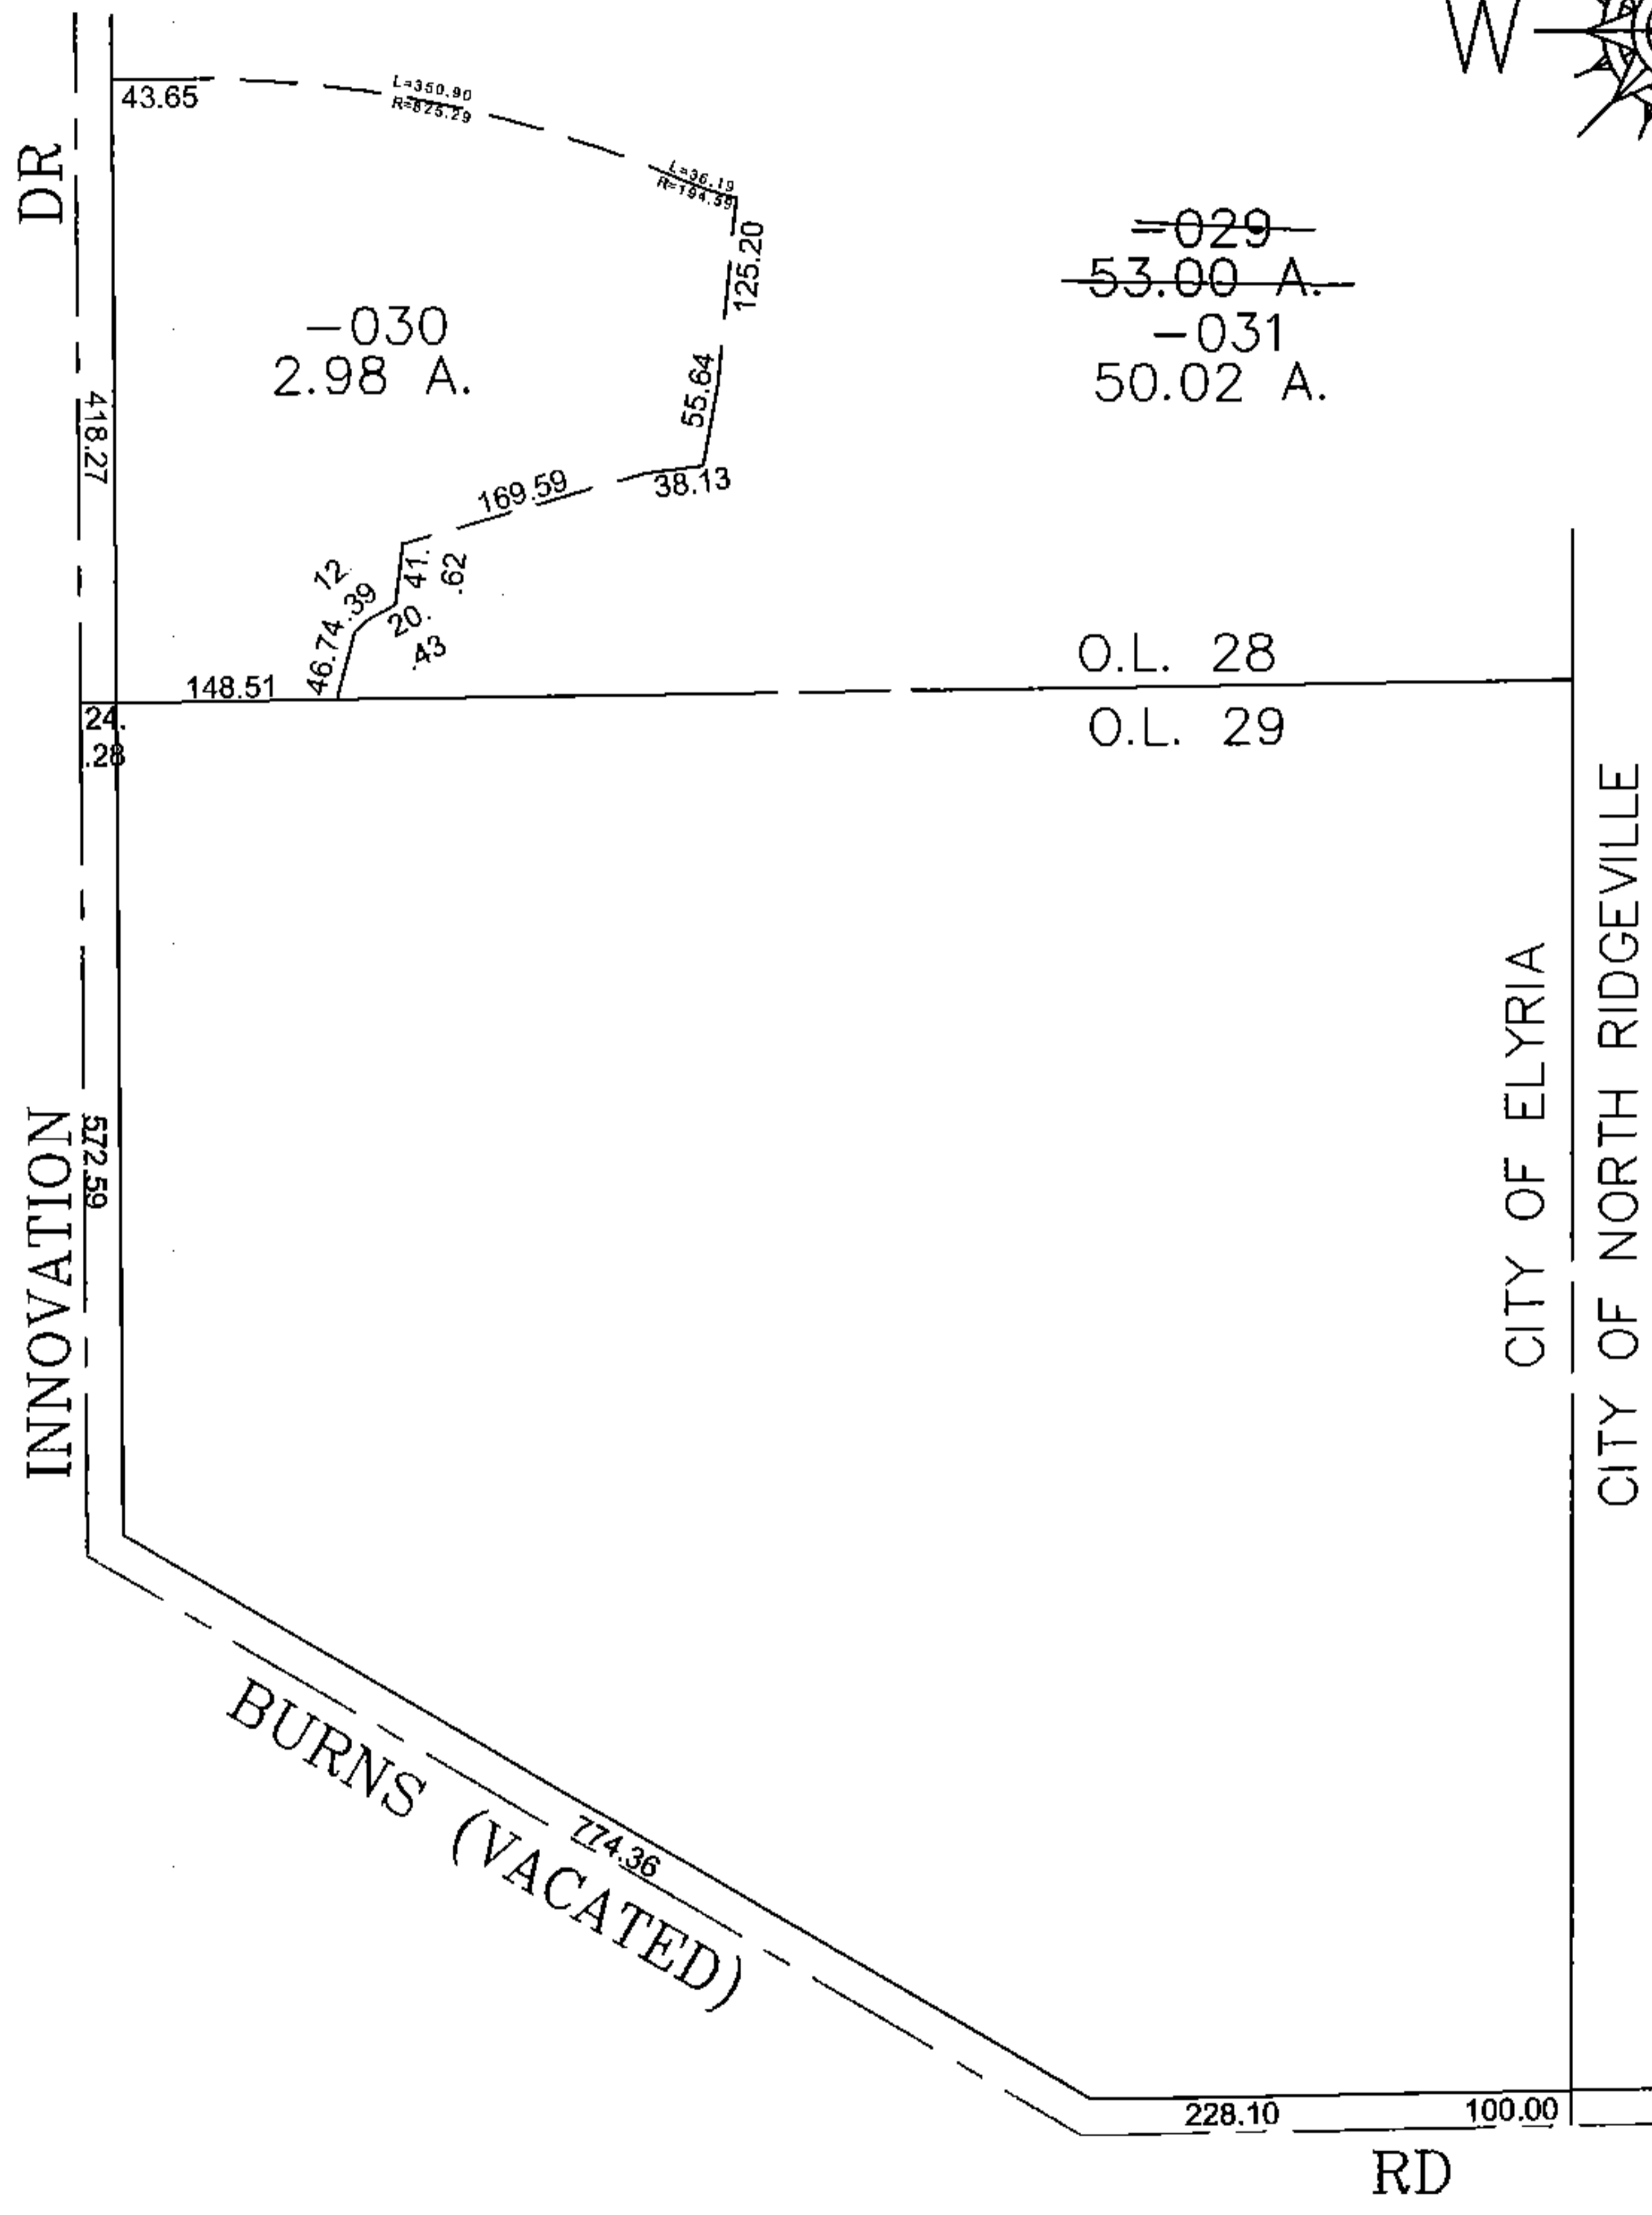 W
43.65
L=350.90
R=825.29
L=36.19
R=194.59
DR
125.20
-029
53.00 A.
-031
50.02 A.
-030
2.98 A.
55.64
418.27
169.59
38.13
41.
.62
12.
.39
20.
.43
46.74
148.51
24.
.28
O.L. 28
O.L. 29
CITY OF ELYRIA
CITY OF NORTH RIDGEVILLE
INNOVATION
572.59
BURNS (VACATED)
774.36
228.10
100.00
RD